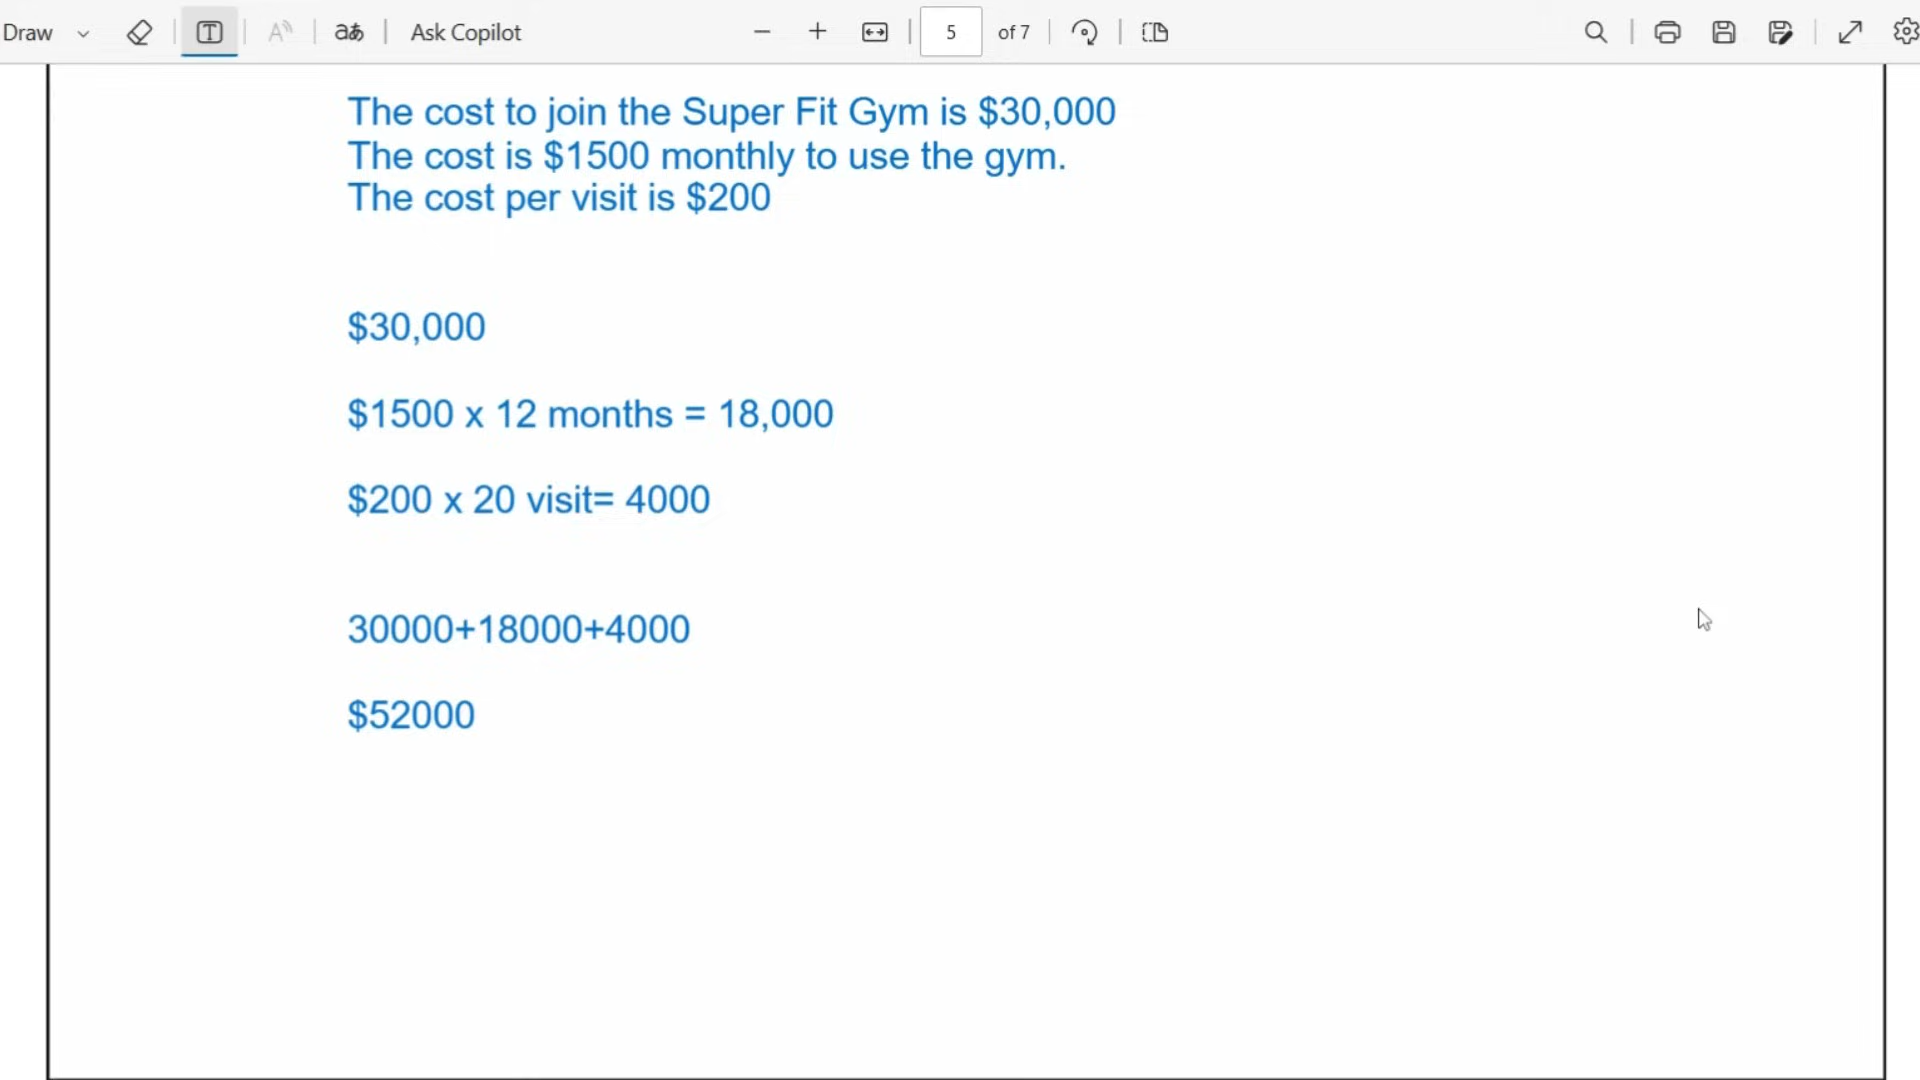 Draw Ask Copilot 5 of 7
The cost to join the Super Fit Gym is $30,000
The cost is $1500 monthly to use the gym.
The cost per visit is $200
$30,000
$1500 x 12 months = 18,000
$200 x 20 visit= 4000
30000+18000+4000
$52000